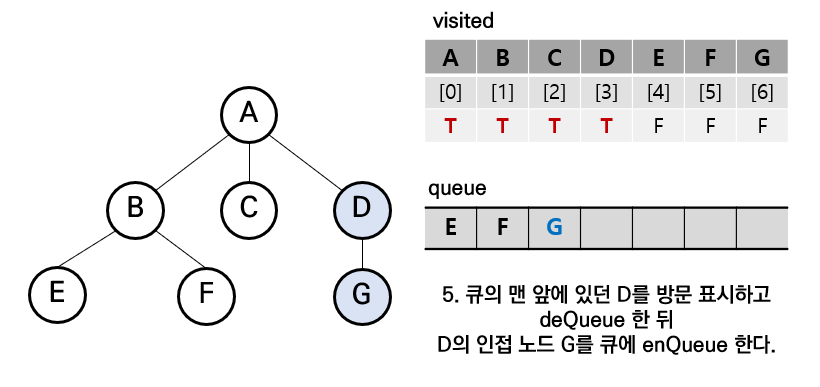 visited
A B C D E F G
[0] [1] [2] [3] [4] [5] [6]
T T T T F F F
A
B C D
E F G
queue
E F G
5. 큐의 맨 앞에 있던 D를 방문 표시하고
deQueue 한 뒤
D의 인접 노드 G를 큐에 enQueue 한다.